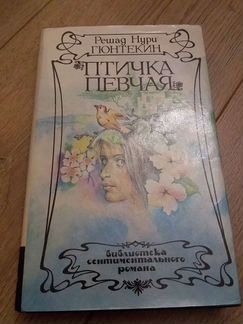 Решад Нури
ГЮНТЕКИН
ПТИЧКА
ПЕВЧАЯ
библиотека
сентиментального
романа